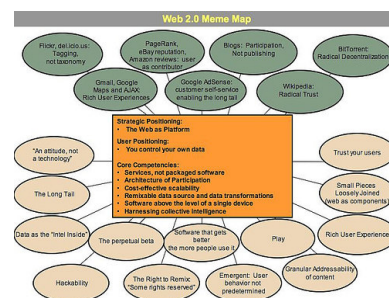 Web 2.0 Meme Map
Flickr, del.icio.us:
Tagging,
not taxonomy
PageRank,
eBay reputation,
Amazon reviews: user
as contributor
Blogs: Participation,
Not publishing
BitTorrent:
Radical Decentralization
Gmail, Google
Maps and AJAX:
Rich User Experiences
Google AdSense:
customer self-service
enabling the long tail
Wikipedia:
Radical Trust
Strategic Positioning:
• The Web as Platform
User Positioning:
• You control your own data
Core Competencies:
• Services, not packaged software
• Architecture of Participation
• Cost-effective scalability
• Remixable data source and data transformations
• Software above the level of a single device
• Harnessing collective intelligence
"An attitude, not
a technology"
Trust your users
The Long Tail
Small Pieces
Loosely Joined
(web as components)
Data as the "Intel Inside"
The perpetual beta
Software that gets
better
the more people use it
Play
Rich User Experience
Hackability
The Right to Remix:
"Some rights reserved"
Emergent: User
behavior not
predetermined
Granular Addressability
of content